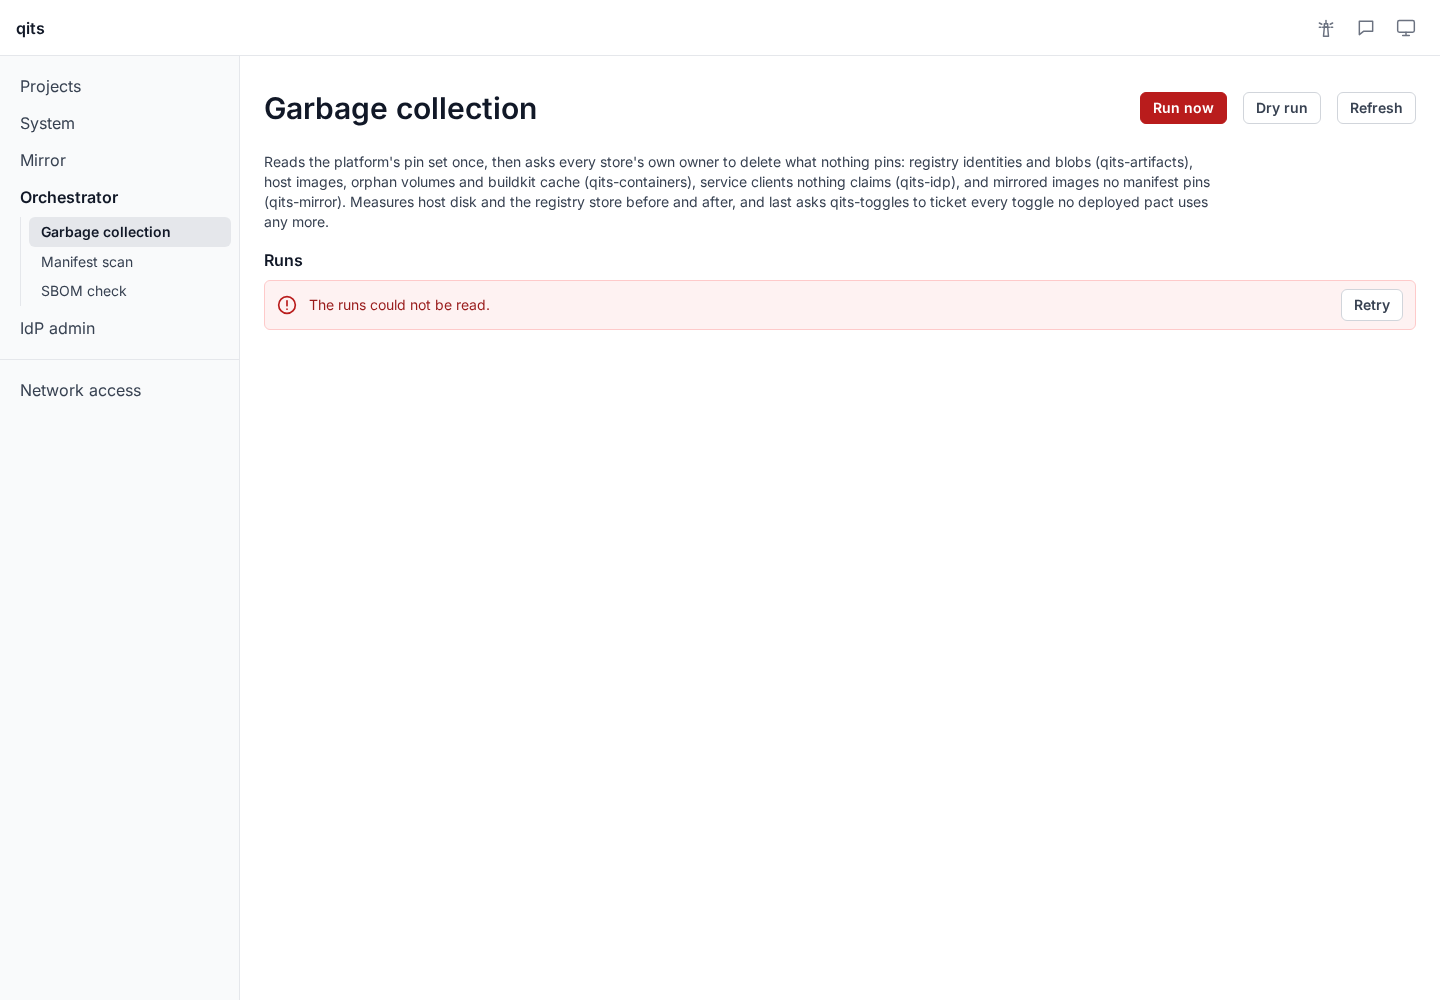 qits
Projects
System
Mirror
Orchestrator
Garbage collection
Manifest scan
SBOM check
IdP admin
Network access
Garbage collection
Run now
Dry run
Refresh
Reads the platform's pin set once, then asks every store's own owner to delete what nothing pins: registry identities and blobs (qits-artifacts),
host images, orphan volumes and buildkit cache (qits-containers), service clients nothing claims (qits-idp), and mirrored images no manifest pins
(qits-mirror). Measures host disk and the registry store before and after, and last asks qits-toggles to ticket every toggle no deployed pact uses
any more.
Runs
The runs could not be read.
Retry